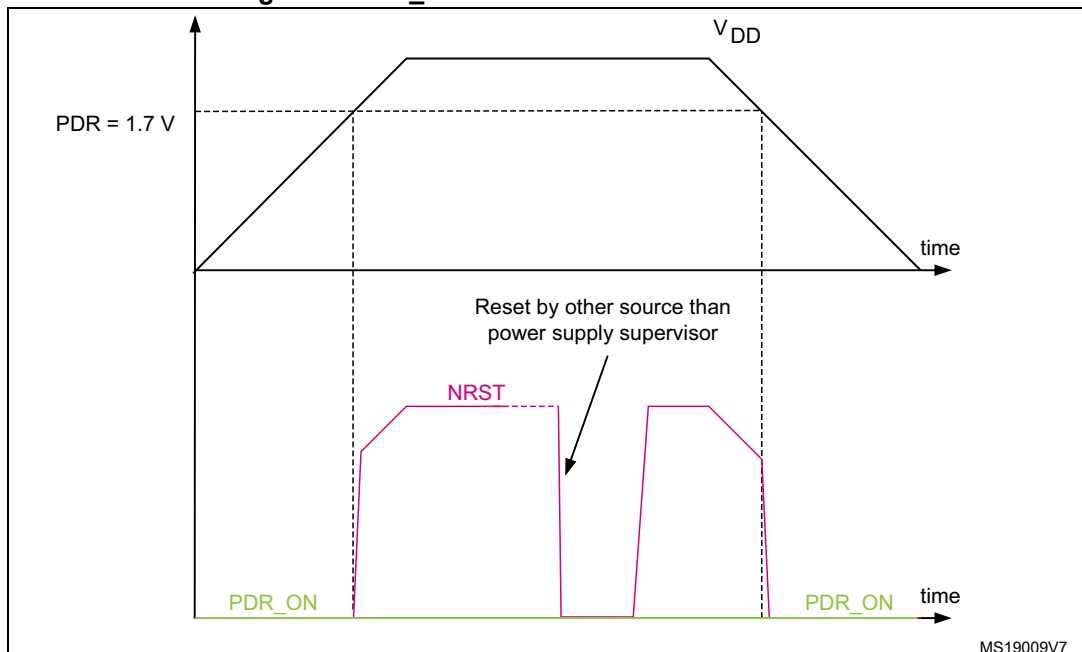 V DD
PDR = 1.7 V
time
Reset by other source than
power supply supervisor
NRST
PDR_ON
PDR_ON
time
MS19009V7